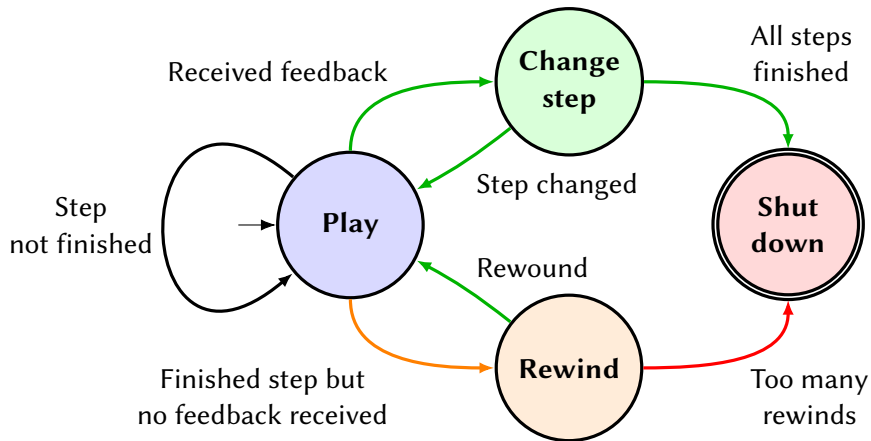 All steps
finished
Received feedback
Change
step
Step changed
Step
not finished
Play
Shut
down
Rewound
Rewind
Finished step but
no feedback received
Too many
rewinds